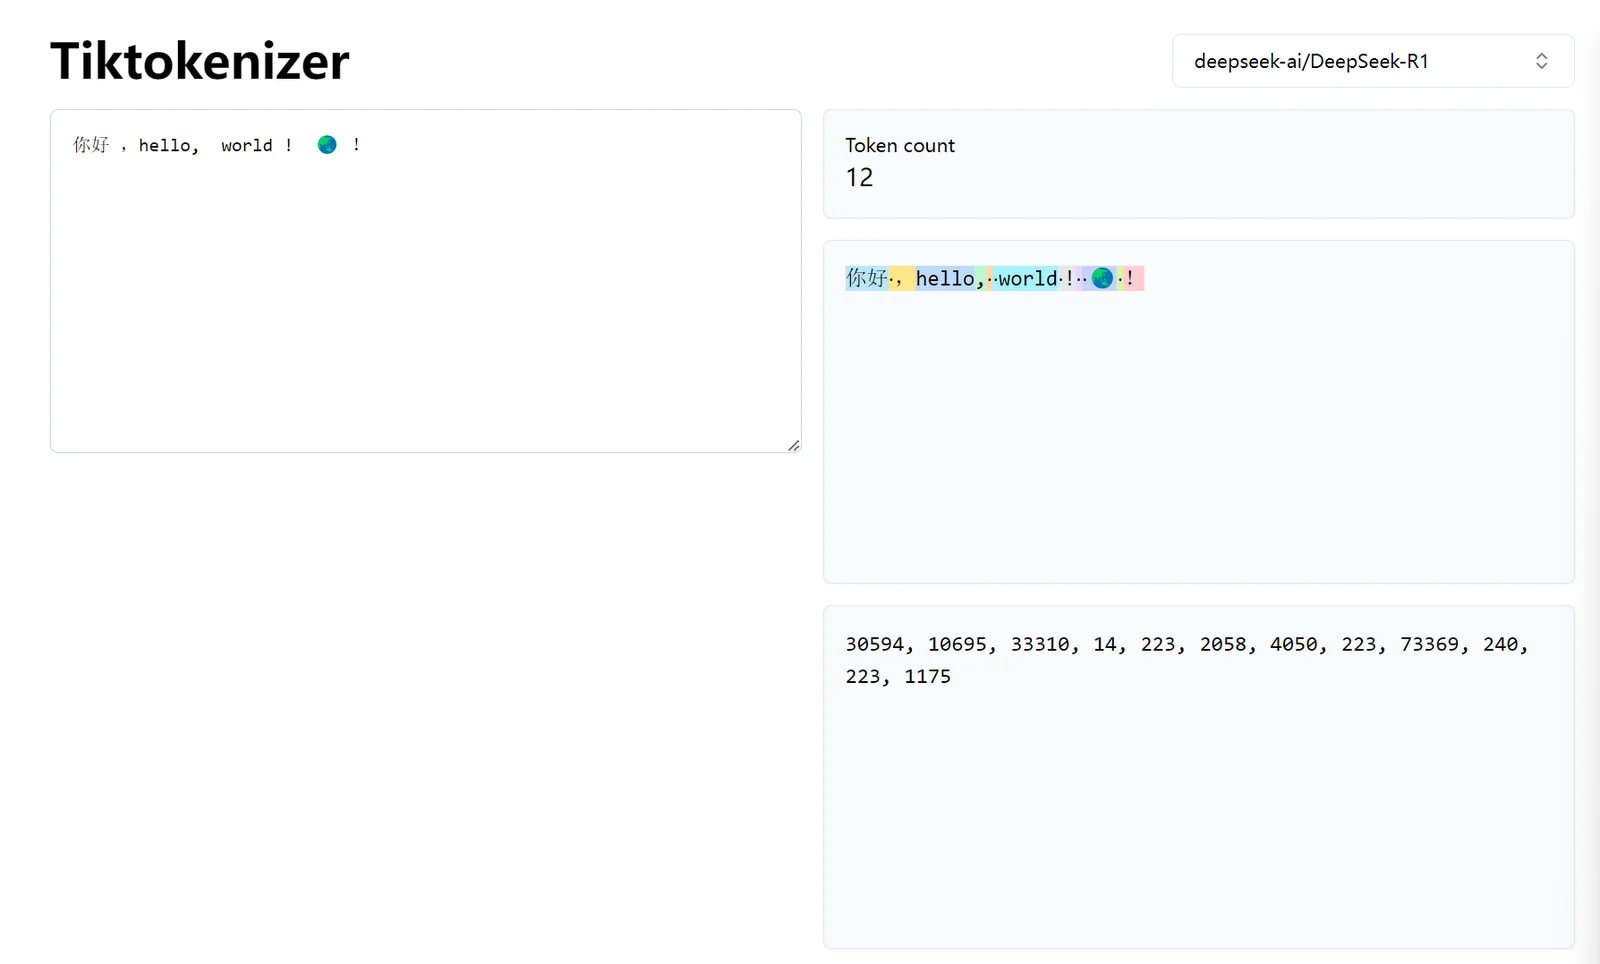 Tiktokenizer
deepseek-ai/DeepSeek-R1
你好 ，hello,  world !  🌏 !
Token count
12
你好·，hello,··world·!··🌏·!
30594, 10695, 33310, 14, 223, 2058, 4050, 223, 73369, 240,
223, 1175